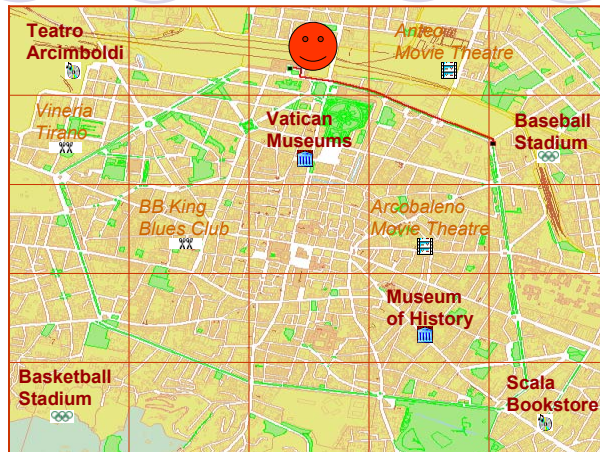 Teatro
Arcimboldi
Anteo
Movie Theatre
Vineria
Tirano
Vatican
Museums
Baseball
Stadium
BB King
Blues Club
Arcobaleno
Movie Theatre
Museum
of History
Basketball
Stadium
Scala
Bookstore